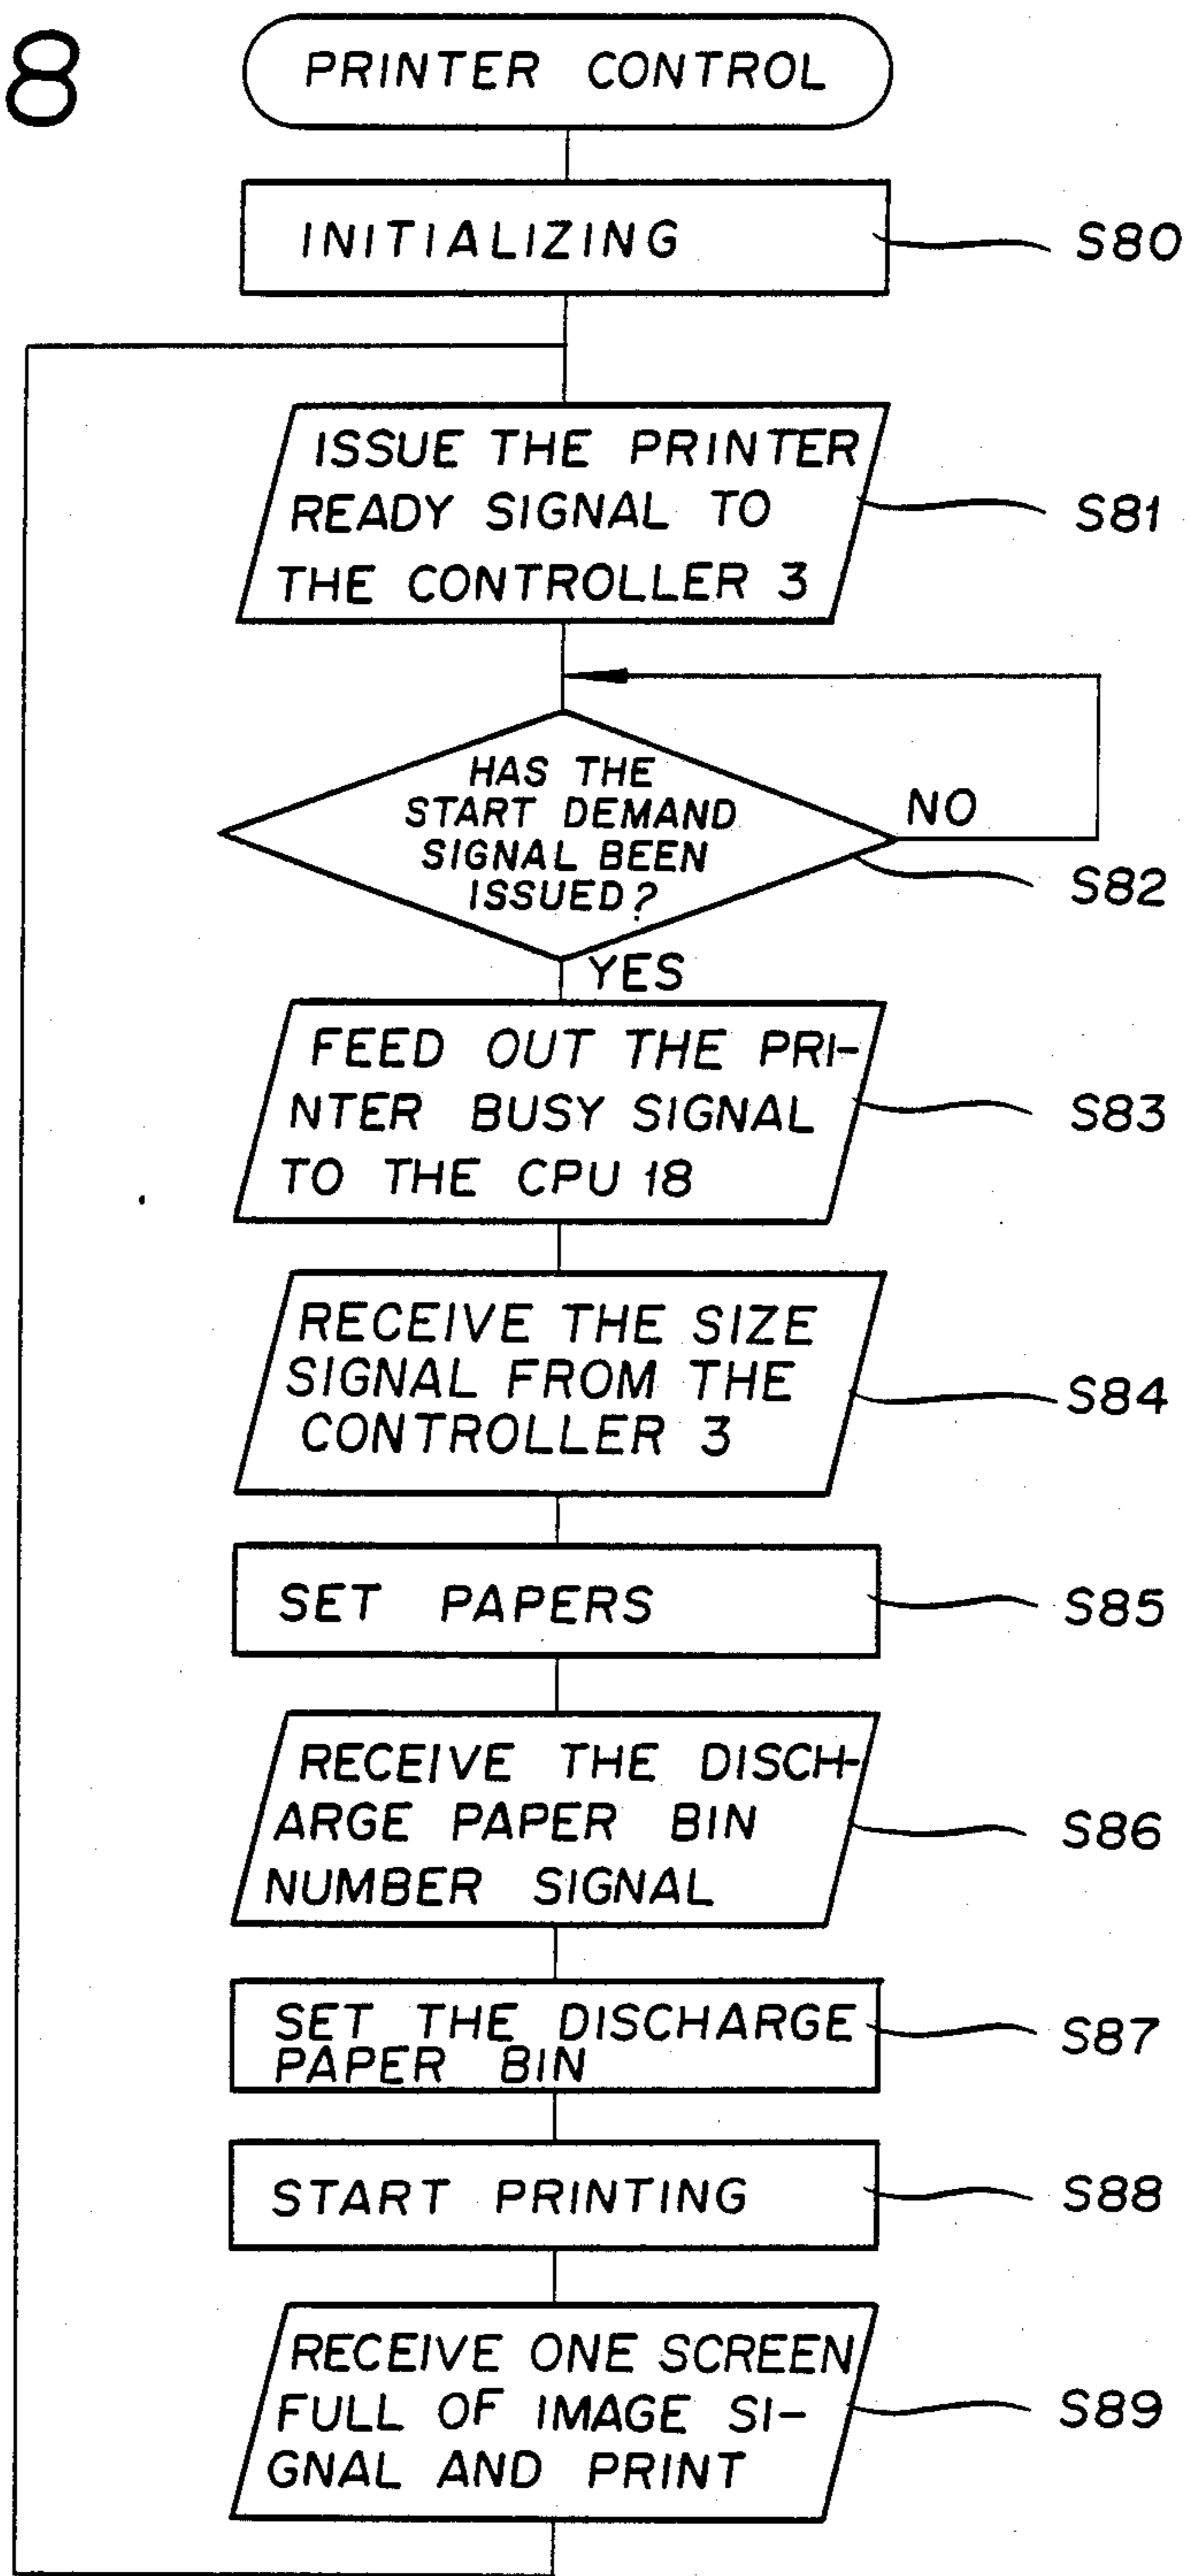 8
PRINTER CONTROL
INITIALIZING
S80
ISSUE THE PRINTER
READY SIGNAL TO
THE CONTROLLER 3
S81
HAS THE
START DEMAND
SIGNAL BEEN
ISSUED?
NO
S82
YES
FEED OUT THE PRI-
NTER BUSY SIGNAL
TO THE CPU 18
S83
RECEIVE THE SIZE
SIGNAL FROM THE
CONTROLLER 3
S84
SET PAPERS
S85
RECEIVE THE DISCH-
ARGE PAPER BIN
NUMBER SIGNAL
S86
SET THE DISCHARGE
PAPER BIN
S87
START PRINTING
S88
RECEIVE ONE SCREEN
FULL OF IMAGE SI-
GNAL AND PRINT
S89